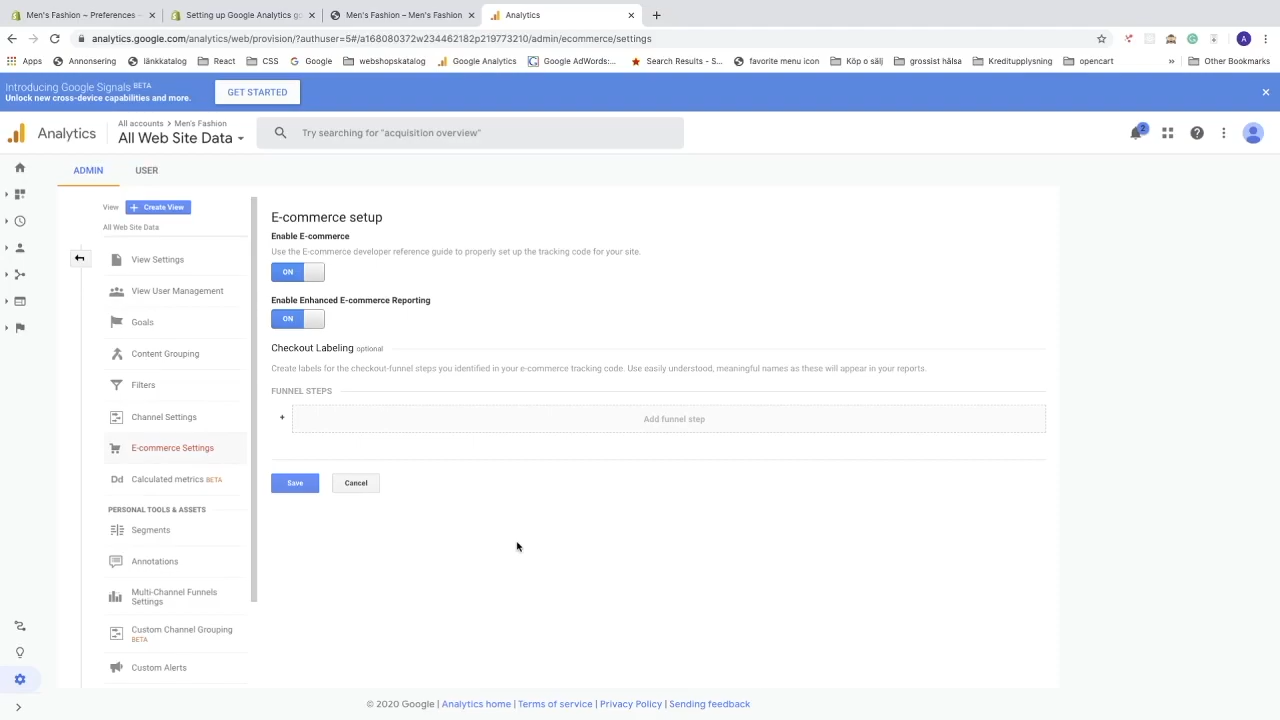 Men's Fashion ~ Preferences
Setting up Google Analytics g
Men's Fashion – Men's Fashion
Analytics
analytics.google.com/analytics/web/provision/?authuser=5#/a168080372w234462182p219773210/admin/ecommerce/settings
A
Apps
Annonsering
länkkatalog
React
CSS
Google
webshopskatalog
Google Analytics
Google AdWords:...
Search Results - S...
favorite menu icon
Köp o sälj
grossist hälsa
Kreditupplysning
opencart
»
Other Bookmarks
Introducing Google Signals BETA
Unlock new cross-device capabilities and more.
GET STARTED
Analytics
All accounts > Men's Fashion
All Web Site Data
Try searching for "acquisition overview"
2
ADMIN
USER
View
+ Create View
All Web Site Data
View Settings
View User Management
Goals
Content Grouping
Filters
Channel Settings
E-commerce Settings
Dd Calculated metrics BETA
PERSONAL TOOLS & ASSETS
Segments
Annotations
Multi-Channel Funnels
Settings
Custom Channel Grouping
BETA
Custom Alerts
E-commerce setup
Enable E-commerce
Use the E-commerce developer reference guide to properly set up the tracking code for your site.
ON
Enable Enhanced E-commerce Reporting
ON
Checkout Labeling optional
Create labels for the checkout-funnel steps you identified in your e-commerce tracking code. Use easily understood, meaningful names as these will appear in your reports.
FUNNEL STEPS
+
Add funnel step
Save
Cancel
© 2020 Google | Analytics home | Terms of service | Privacy Policy | Sending feedback